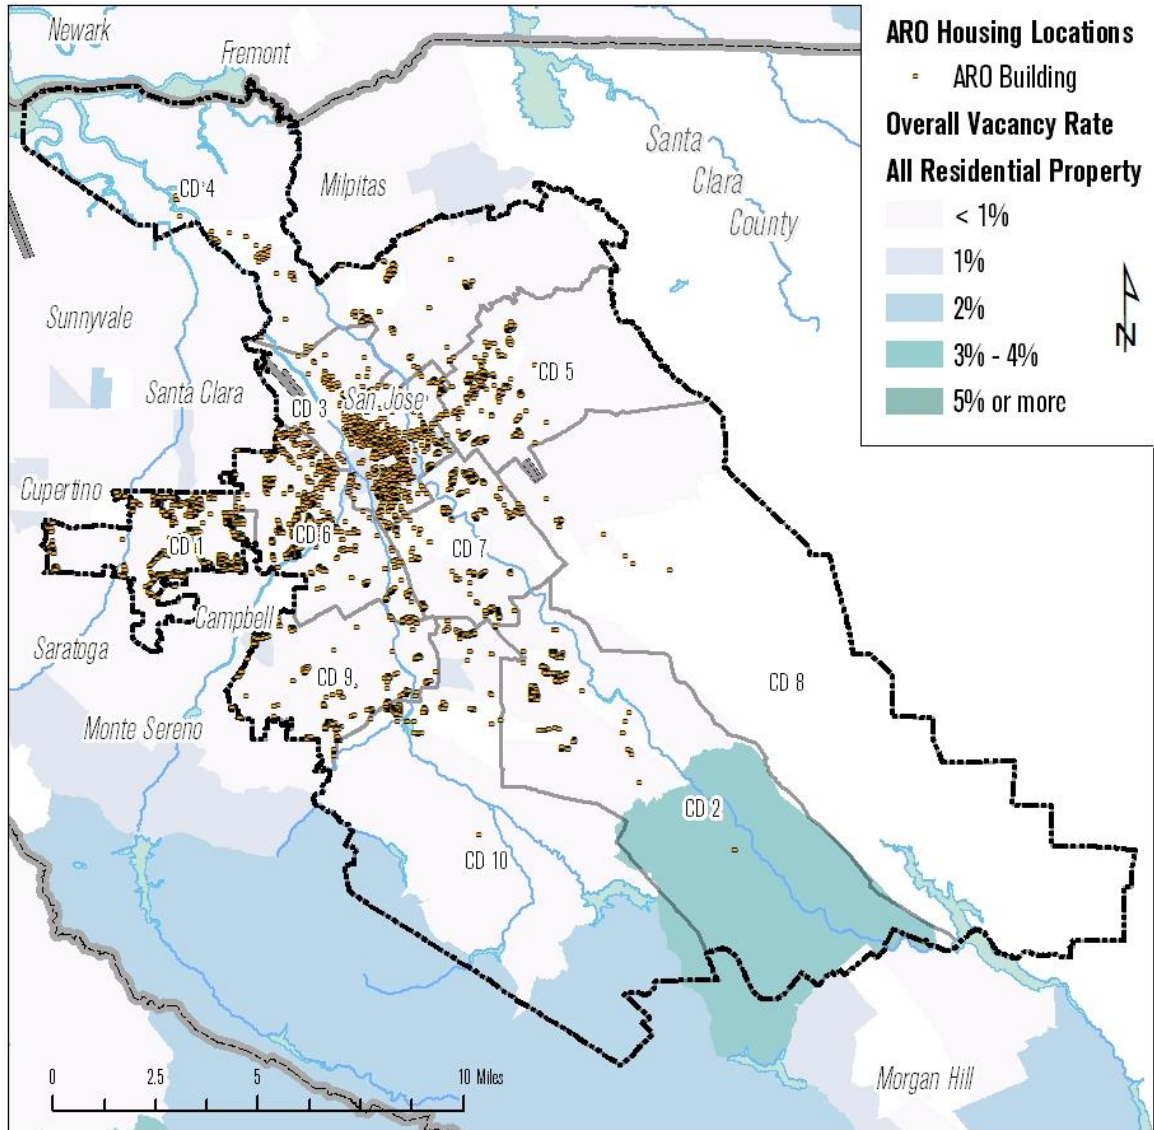 Newark
Fremont
ARO Housing Locations
ARO Building
Overall Vacancy Rate
All Residential Property
< 1%
1%
2%
3% - 4%
5% or more
N
Santa
Clara
County
CD 4
Milpitas
Sunnyvale
Santa Clara
CD 3
San Jose
CD 5
Cupertino
CD 1
CD 6
CD 7
Campbell
Saratoga
CD 9
CD 8
Monte Sereno
CD 2
CD 10
Morgan Hill
0 2.5 5 10 Miles